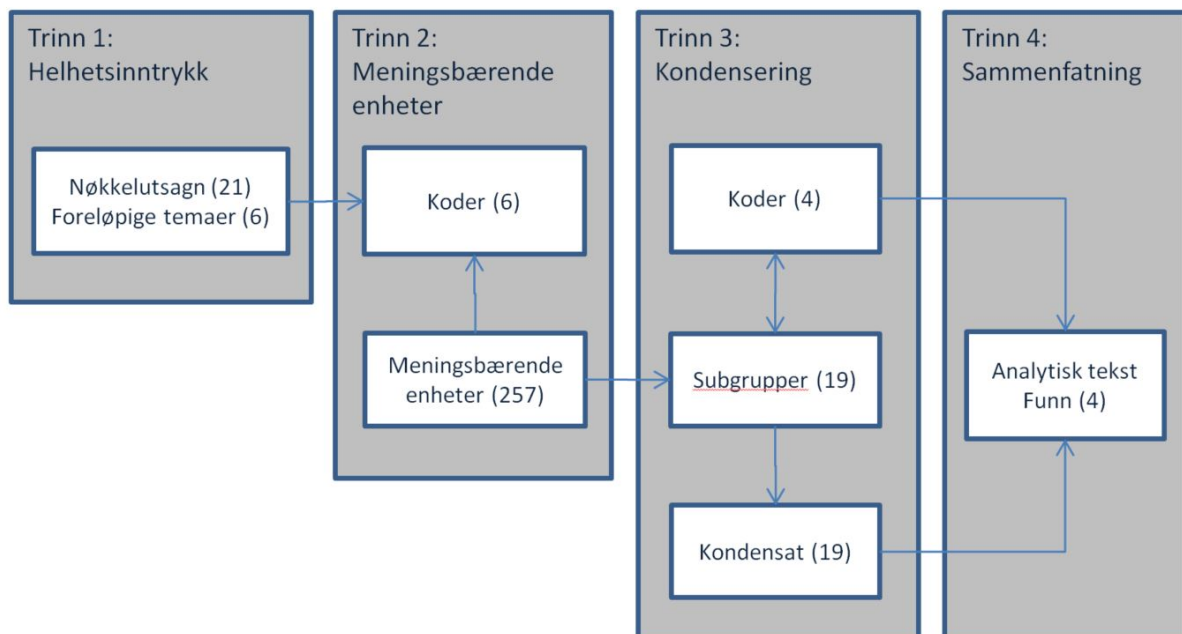 Trinn 1:
Helhetsinntrykk
Nøkkelutsagn (21)
Foreløpige temaer (6)
Trinn 2:
Meningsbærende
enheter
Koder (6)
Meningsbærende
enheter (257)
Trinn 3:
Kondensering
Koder (4)
Subgrupper (19)
Kondensat (19)
Trinn 4:
Sammenfatning
Analytisk tekst
Funn (4)